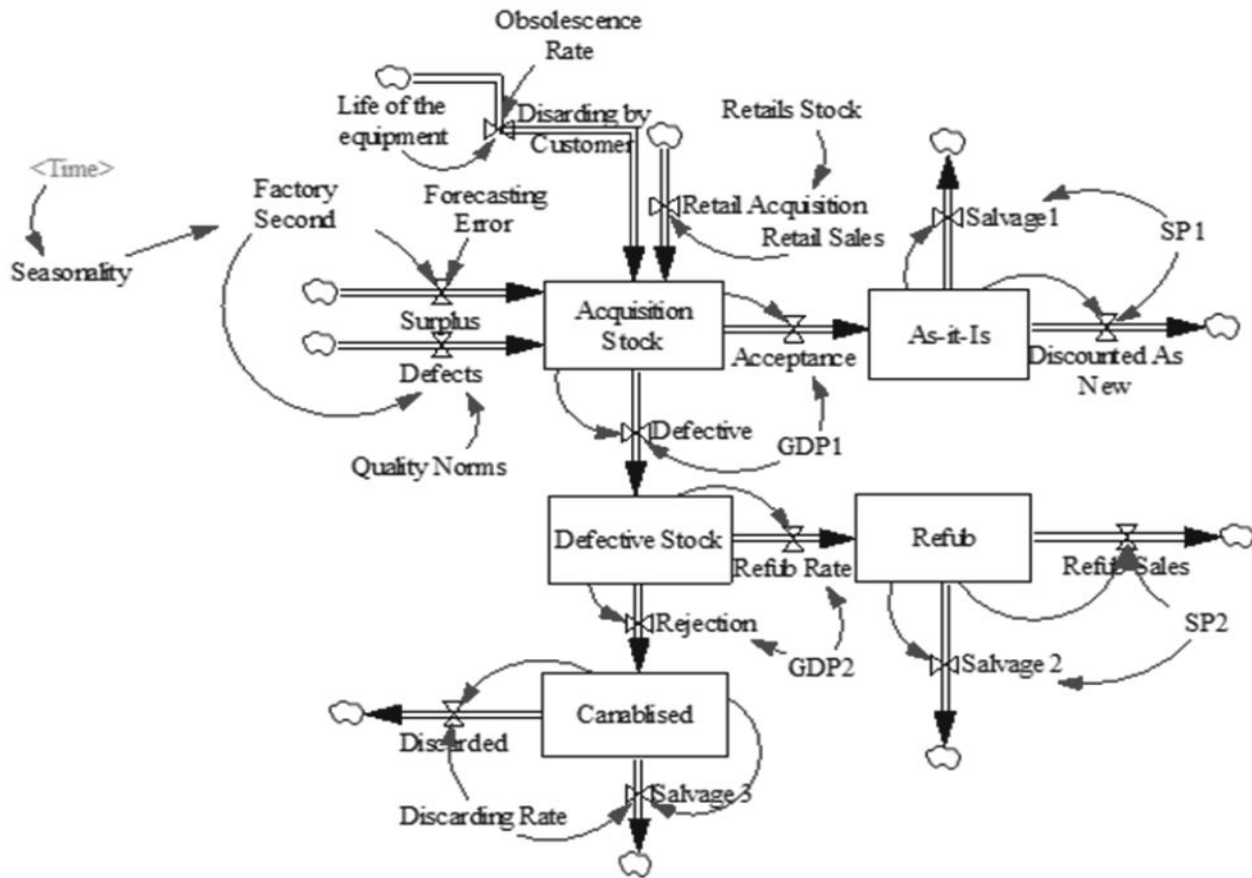 Obsolescence
Rate
Life of the
equipment
Disarding by
Customer
Retails Stock
<Time>
Factory
Second
Forecasting
Error
Retail Acquisition
Retail Sales
Salvage1
SP1
Seasonality
Surplus
Acquisition
Stock
Acceptance
As-it-Is
Discounted As
New
Defects
Quality Norms
Defective
GDP1
Defective Stock
Refub Rate
Refub
Refub Sales
Rejection
GDP2
Salvage 2
SP2
Canablised
Discarded
Discarding Rate
Salvage 3